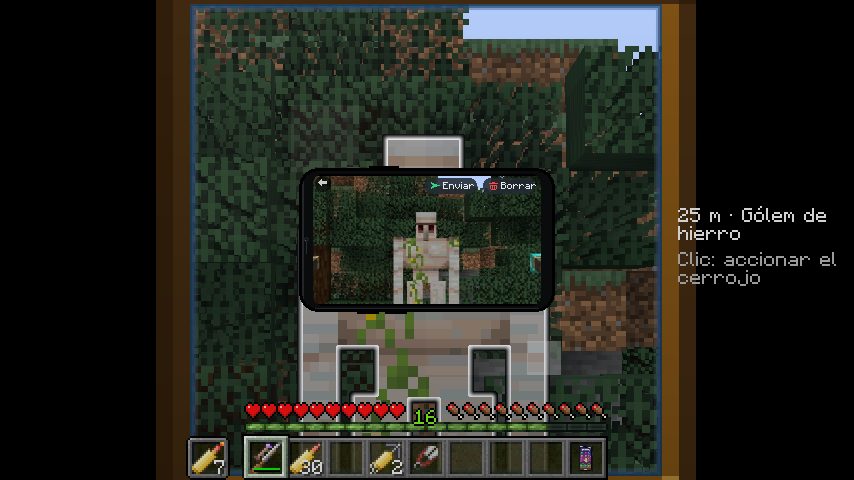 Enviar
Borrar
25 m · Gólem de
hierro
Clic: accionar el
cerrojo
16
7
30
2